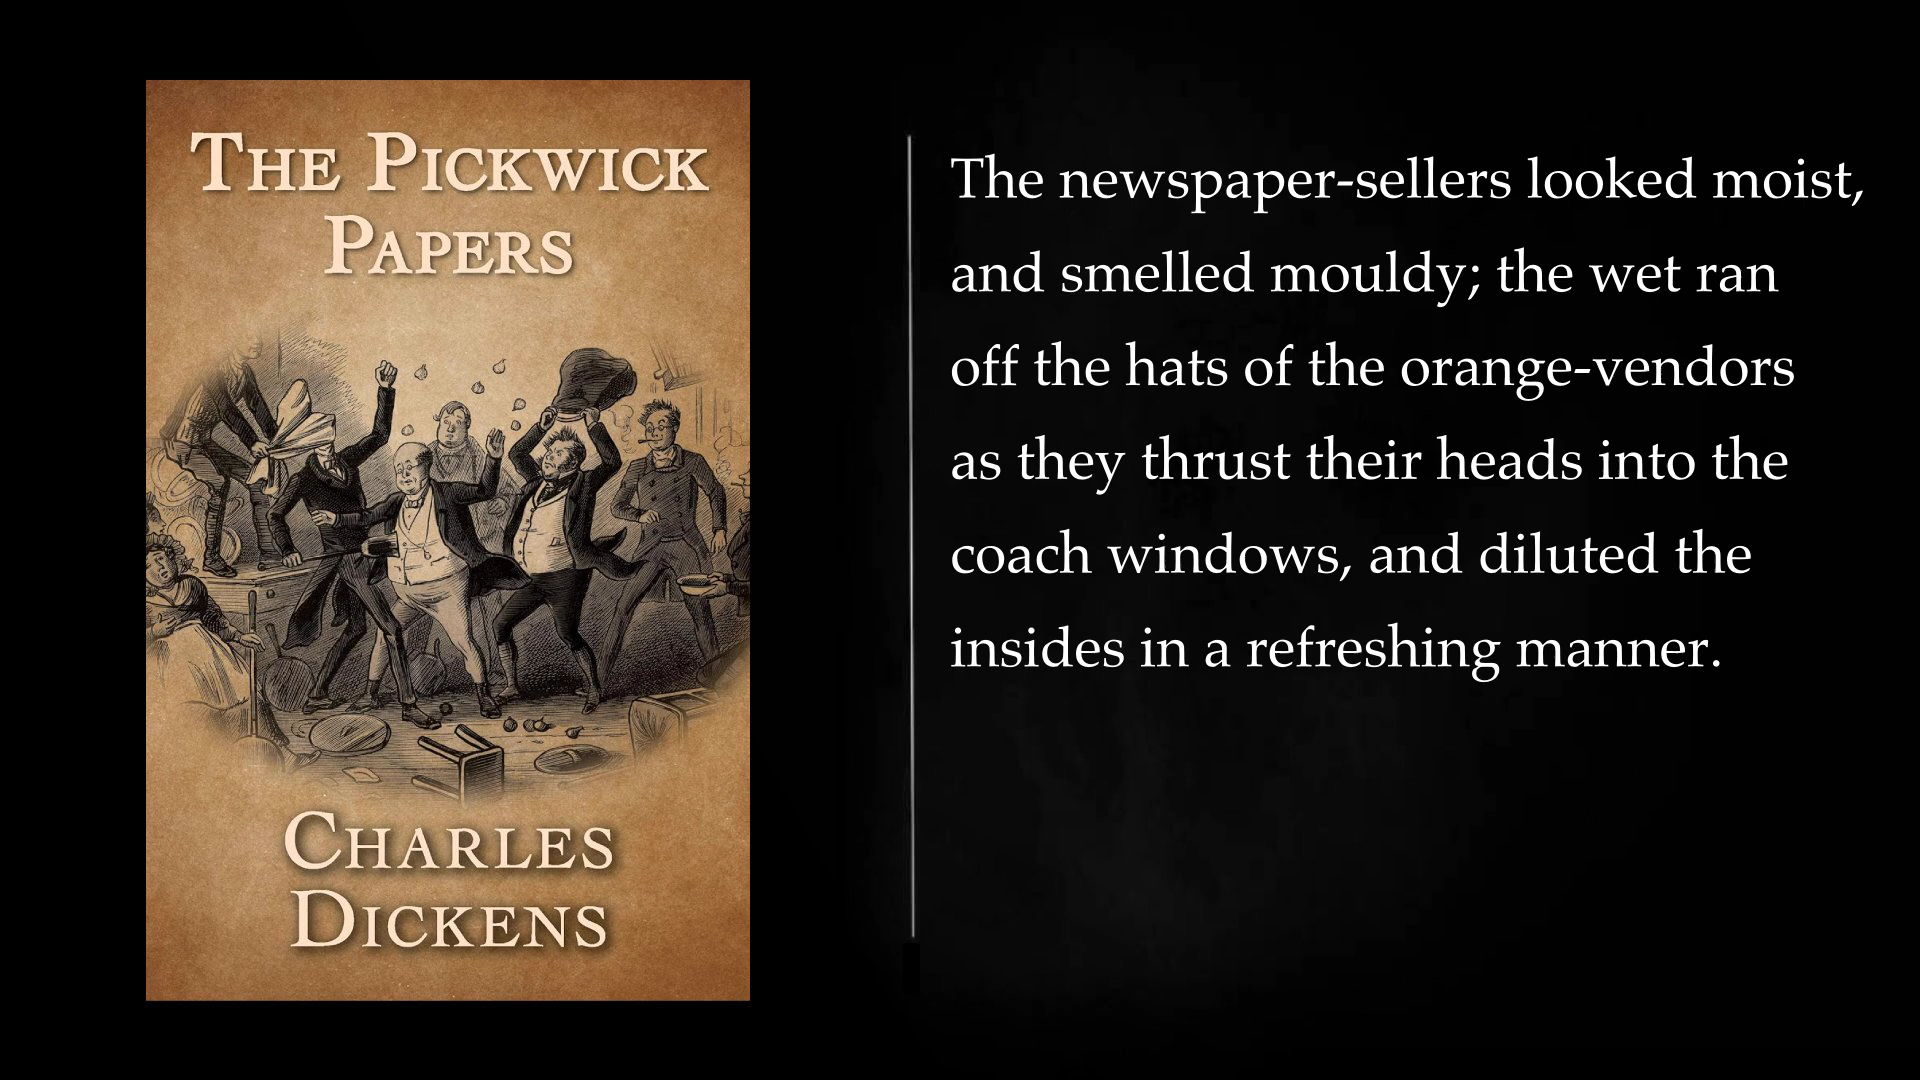 The Pickwick
Papers
Charles
Dickens
The newspaper-sellers looked moist,
and smelled mouldy; the wet ran
off the hats of the orange-vendors
as they thrust their heads into the
coach windows, and diluted the
insides in a refreshing manner.